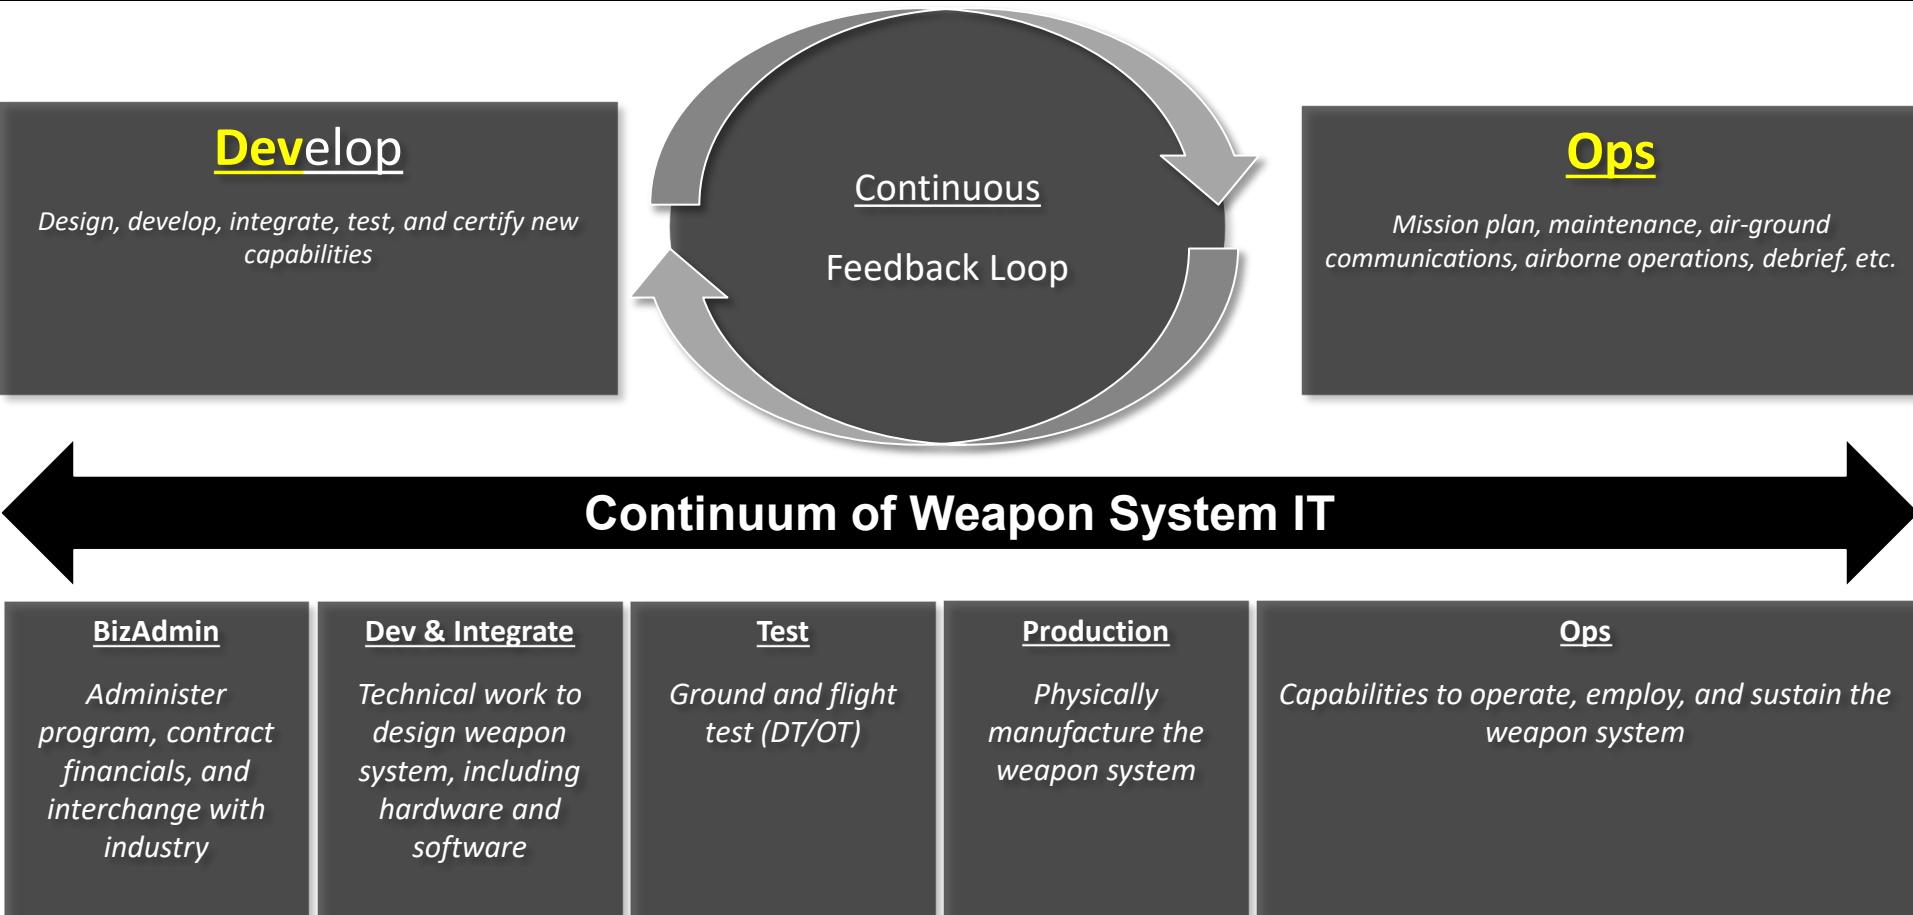 Develop
Design, develop, integrate, test, and certify new
capabilities
Continuous
Feedback Loop
Ops
Mission plan, maintenance, air-ground
communications, airborne operations, debrief, etc.
Continuum of Weapon System IT
BizAdmin
Administer
program, contract
financials, and
interchange with
industry
Dev & Integrate
Technical work to
design weapon
system, including
hardware and
software
Test
Ground and flight
test (DT/OT)
Production
Physically
manufacture the
weapon system
Ops
Capabilities to operate, employ, and sustain the
weapon system